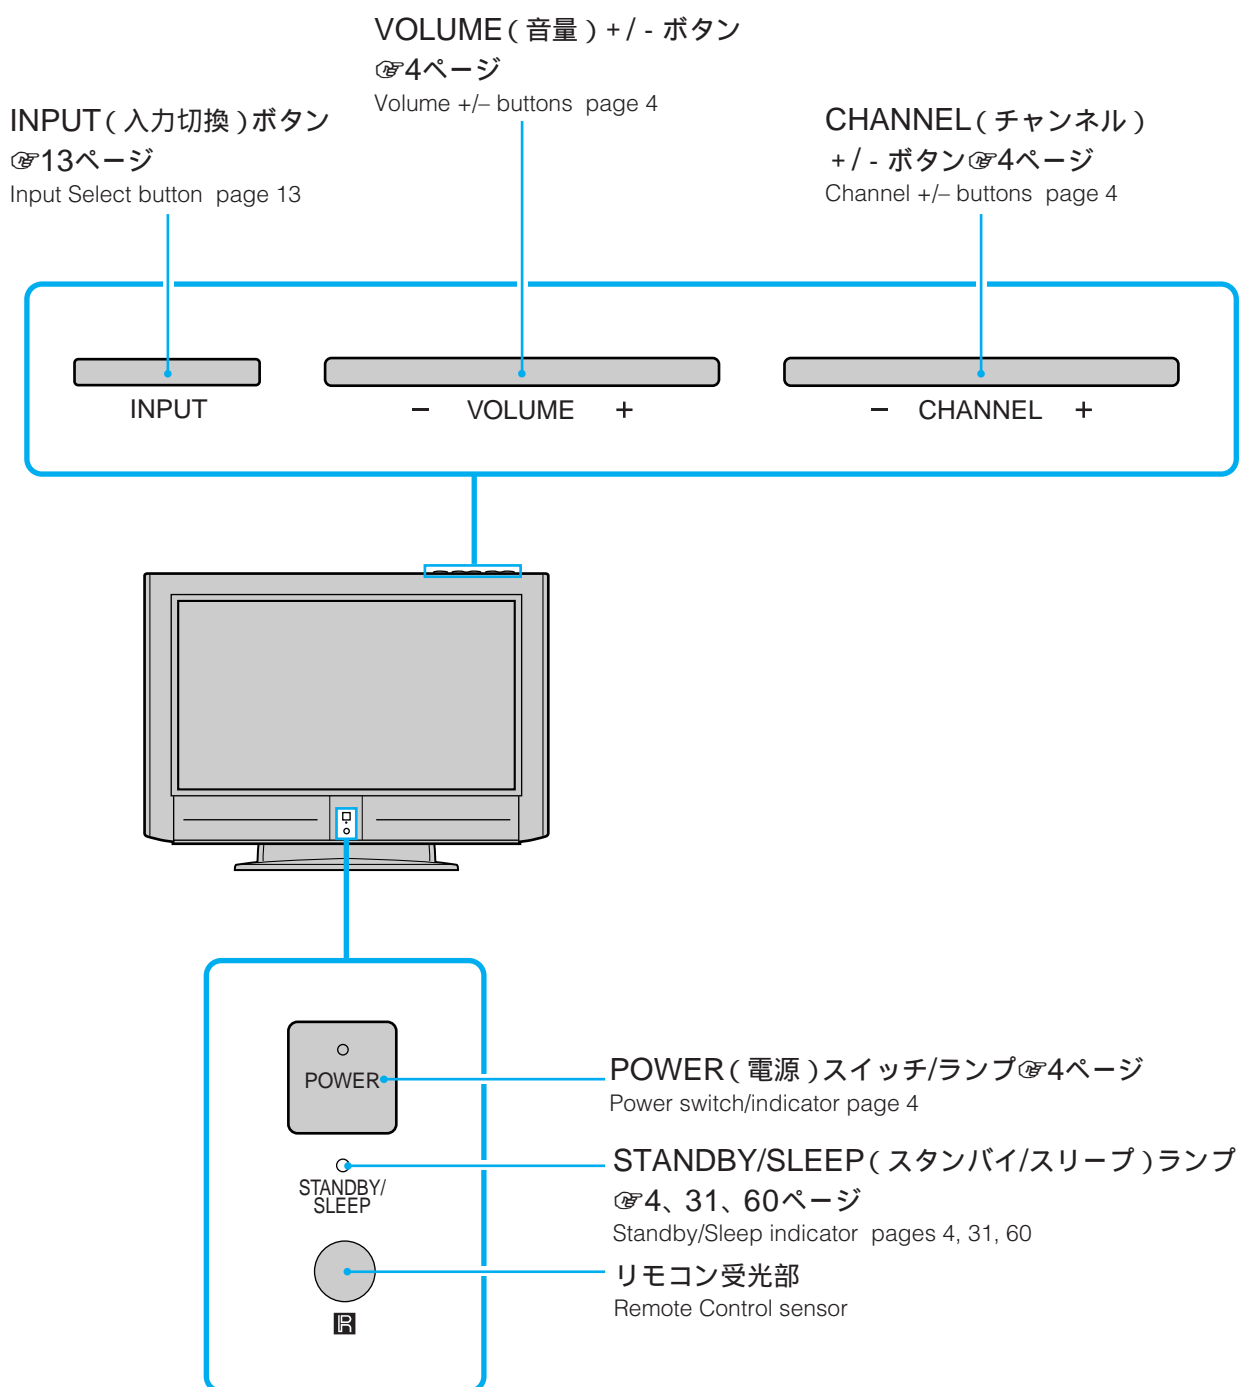 VOLUME(音量)+/-ボタン
☞4ページ
Volume +/– buttons page 4
INPUT(入力切換)ボタン
☞13ページ
Input Select button page 13
CHANNEL(チャンネル)
+/-ボタン☞4ページ
Channel +/– buttons page 4
INPUT
– VOLUME +
– CHANNEL +
POWER
POWER(電源)スイッチ/ランプ☞4ページ
Power switch/indicator page 4
STANDBY/
SLEEP
STANDBY/SLEEP(スタンバイ/スリープ)ランプ
☞4、31、60ページ
Standby/Sleep indicator pages 4, 31, 60
リモコン受光部
Remote Control sensor
R